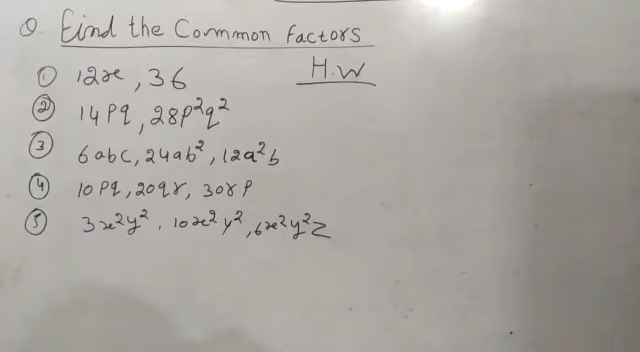 Q. Find the Common factors
H.W
① 12x, 36
② 14pq, 28p²q²
③ 6abc, 24ab², 12a²b
④ 10pq, 20qr, 30rp
⑤ 3x²y², 10x²y², 6x²y²z